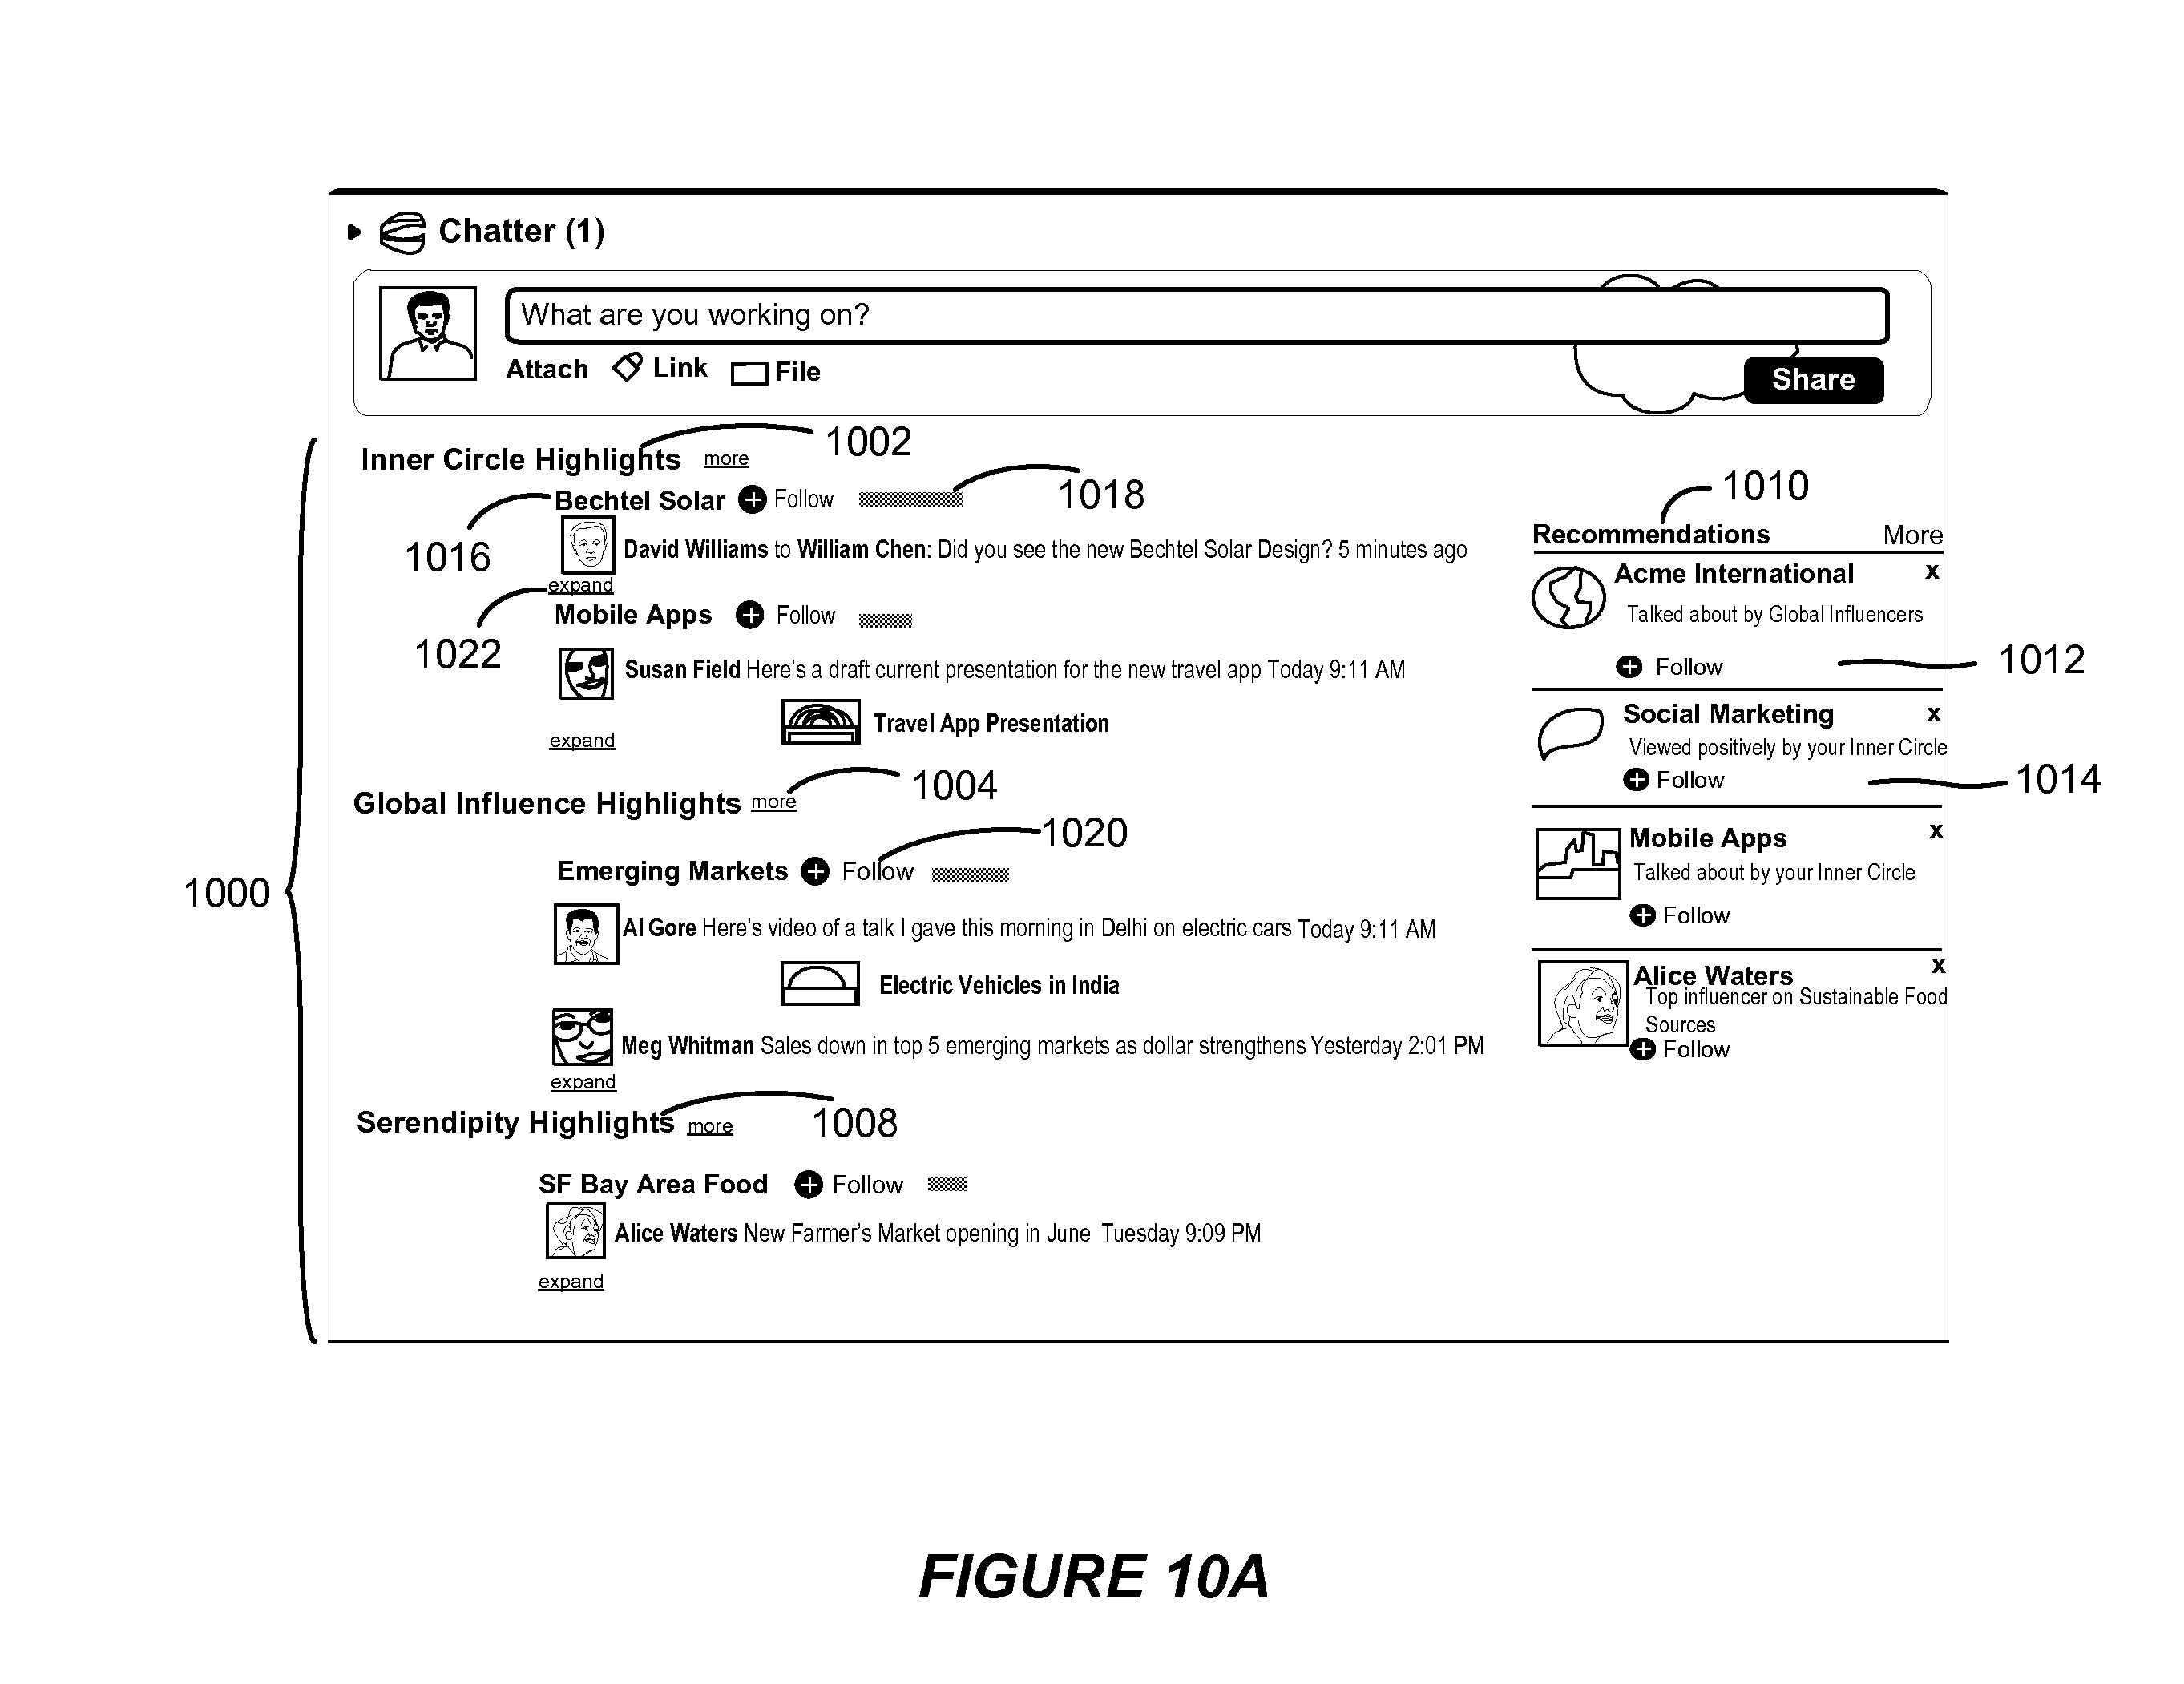 Chatter (1)
What are you working on?
Attach Link File
Share
Inner Circle Highlights more
1002
Bechtel Solar Follow
1018
1016
David Williams to William Chen: Did you see the new Bechtel Solar Design? 5 minutes ago
expand
1022
Mobile Apps Follow
Susan Field Here's a draft current presentation for the new travel app Today 9:11 AM
Travel App Presentation
expand
Global Influence Highlights more
1004
1020
Emerging Markets Follow
1000
Al Gore Here's video of a talk I gave this morning in Delhi on electric cars Today 9:11 AM
Electric Vehicles in India
Meg Whitman Sales down in top 5 emerging markets as dollar strengthens Yesterday 2:01 PM
expand
Serendipity Highlights more
1008
SF Bay Area Food Follow
Alice Waters New Farmer's Market opening in June Tuesday 9:09 PM
expand
1010
Recommendations More
Acme International x
Talked about by Global Influencers
Follow
1012
Social Marketing x
Viewed positively by your Inner Circle
Follow
1014
Mobile Apps x
Talked about by your Inner Circle
Follow
Alice Waters x
Top influencer on Sustainable Food
Sources
Follow
FIGURE 10A